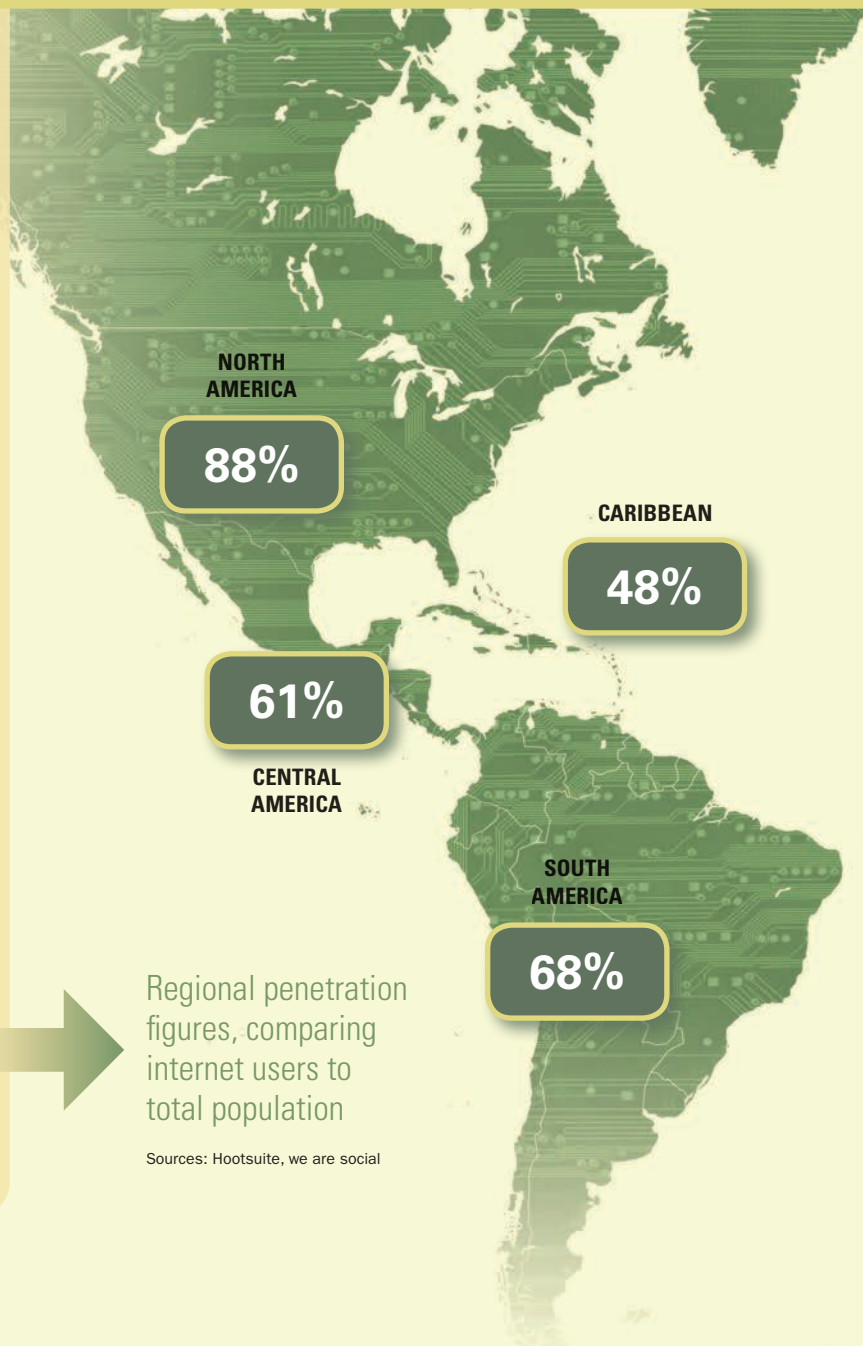 NORTH
AMERICA
88%
CARIBBEAN
48%
61%
CENTRAL
AMERICA
SOUTH
AMERICA
68%
Regional penetration
figures, comparing
internet users to
total population
Sources: Hootsuite, we are social